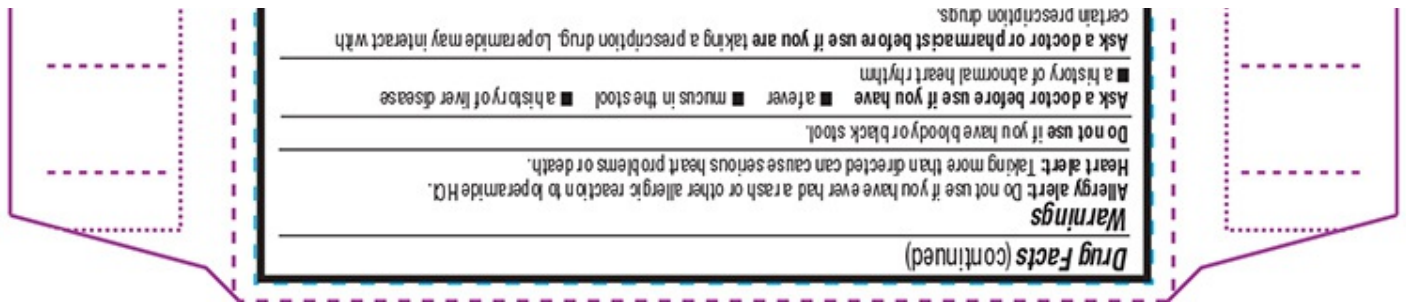 Drug Facts (continued)
Warnings
Allergy alert: Do not use if you have ever had a rash or other allergic reaction to loperamide HCl.
Heart alert: Taking more than directed can cause serious heart problems or death.
Do not use if you have bloody or black stool.
Ask a doctor before use if you have ■ a fever ■ mucus in the stool ■ a history of liver disease
■ a history of abnormal heart rhythm
Ask a doctor or pharmacist before use if you are taking a prescription drug. Loperamide may interact with
certain prescription drugs.